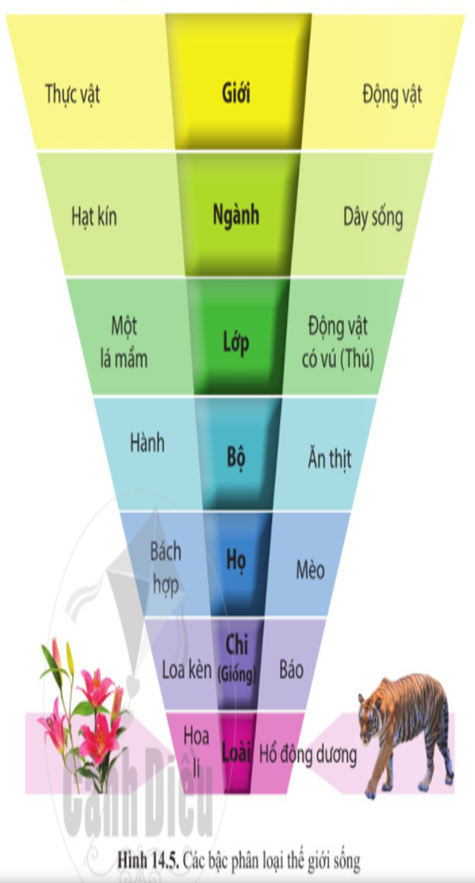 Thực vật Giới Động vật
Hạt kín Ngành Dây sống
Một
lá mầm
Lớp
Động vật
có vú (Thú)
Hành Bộ Ăn thịt
Bách
hợp
Họ
Mèo
Loa kèn
Chi
(Giống)
Báo
Hoa
li
Loài
Hổ đông dương
Cánh Diều
Hình 14.5. Các bậc phân loại thế giới sống